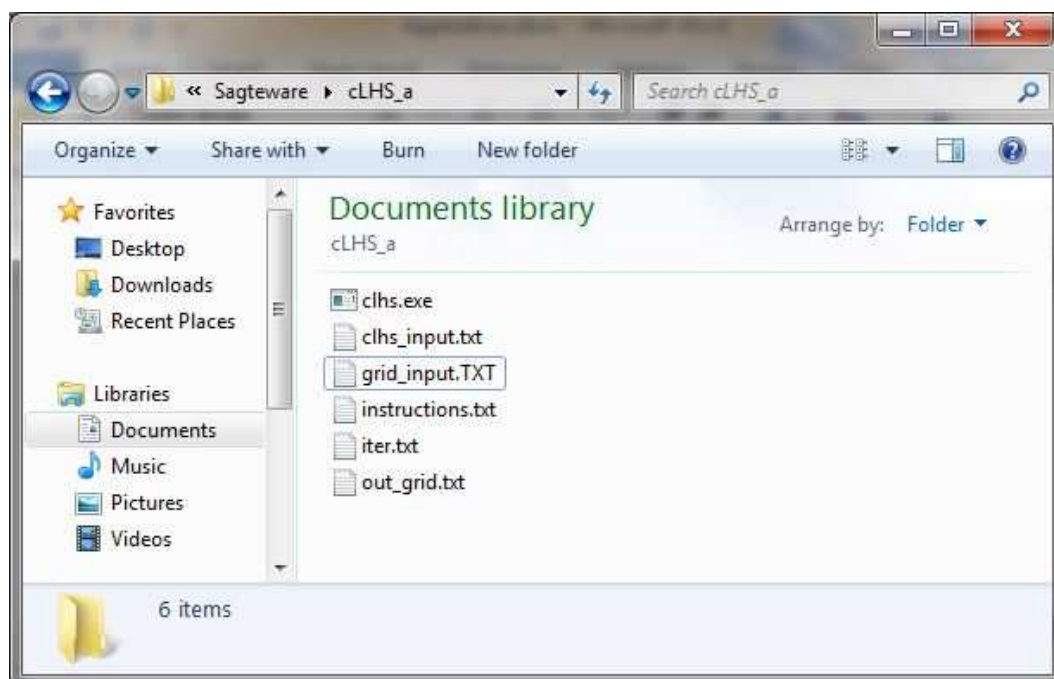 « Sagteware ▸ cLHS_a
Search cLHS_a
Organize Share with Burn New folder
Favorites
Desktop
Downloads
Recent Places
Libraries
Documents
Music
Pictures
Videos
Documents library
cLHS_a
Arrange by: Folder
clhs.exe
clhs_input.txt
grid_input.TXT
instructions.txt
iter.txt
out_grid.txt
6 items